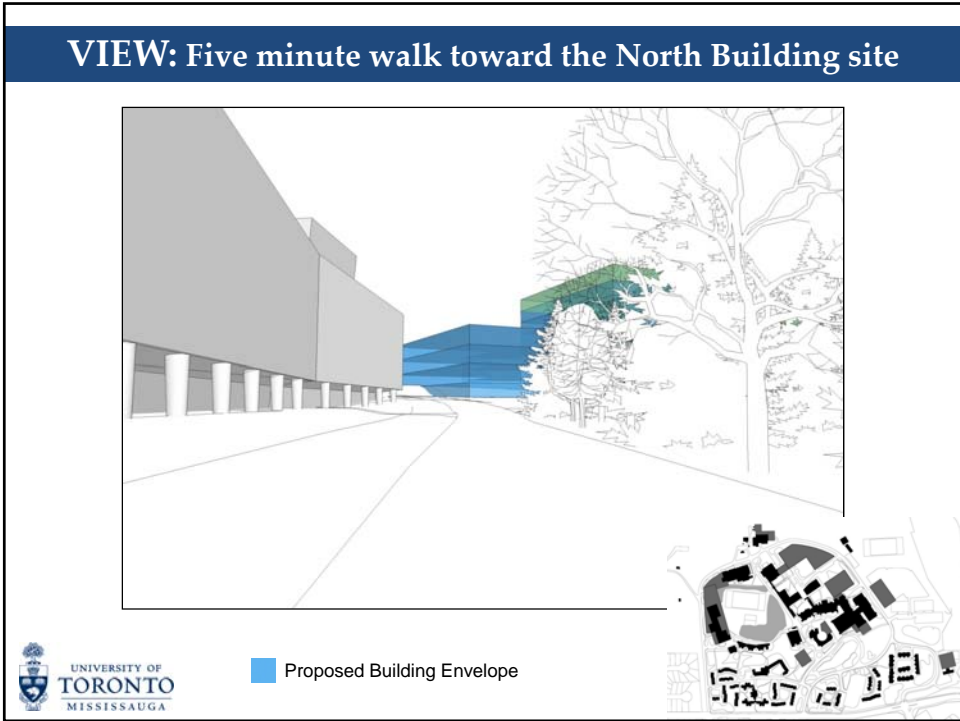 VIEW: Five minute walk toward the North Building site
UNIVERSITY OF
TORONTO
MISSISSAUGA
Proposed Building Envelope